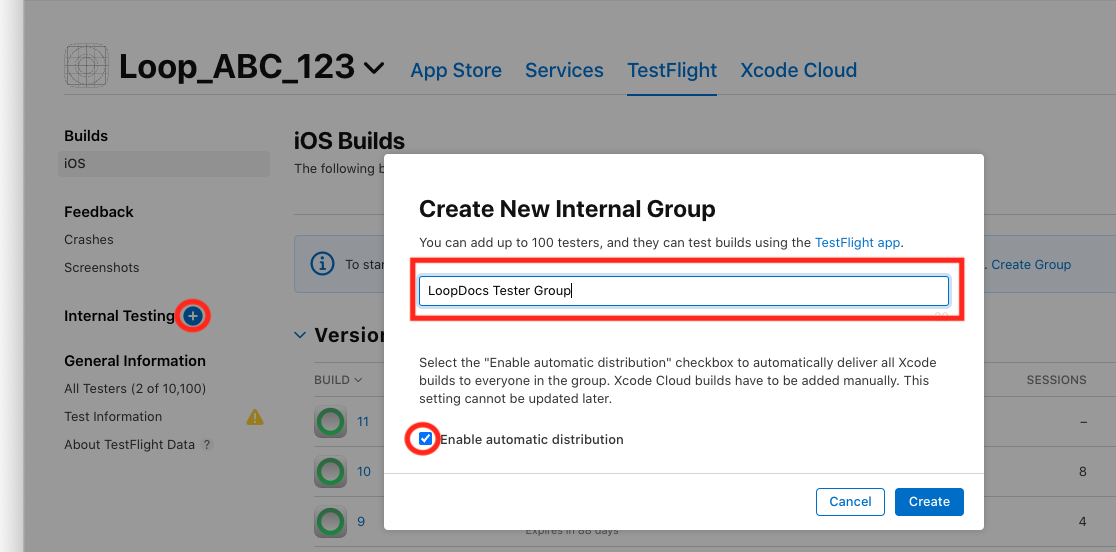 Loop_ABC_123
App Store Services TestFlight Xcode Cloud
Builds
iOS
Feedback
Crashes
Screenshots
Internal Testing
General Information
All Testers (2 of 10,100)
Test Information
About TestFlight Data ?
iOS Builds
The following
To
. Create Group
BUILD
SESSIONS
11
–
10
8
9
4
Expires in 88 days
Create New Internal Group
You can add up to 100 testers, and they can test builds using the TestFlight app.
LoopDocs Tester Group
Select the "Enable automatic distribution" checkbox to automatically deliver all Xcode
builds to everyone in the group. Xcode Cloud builds have to be added manually. This
setting cannot be updated later.
Enable automatic distribution
Cancel
Create